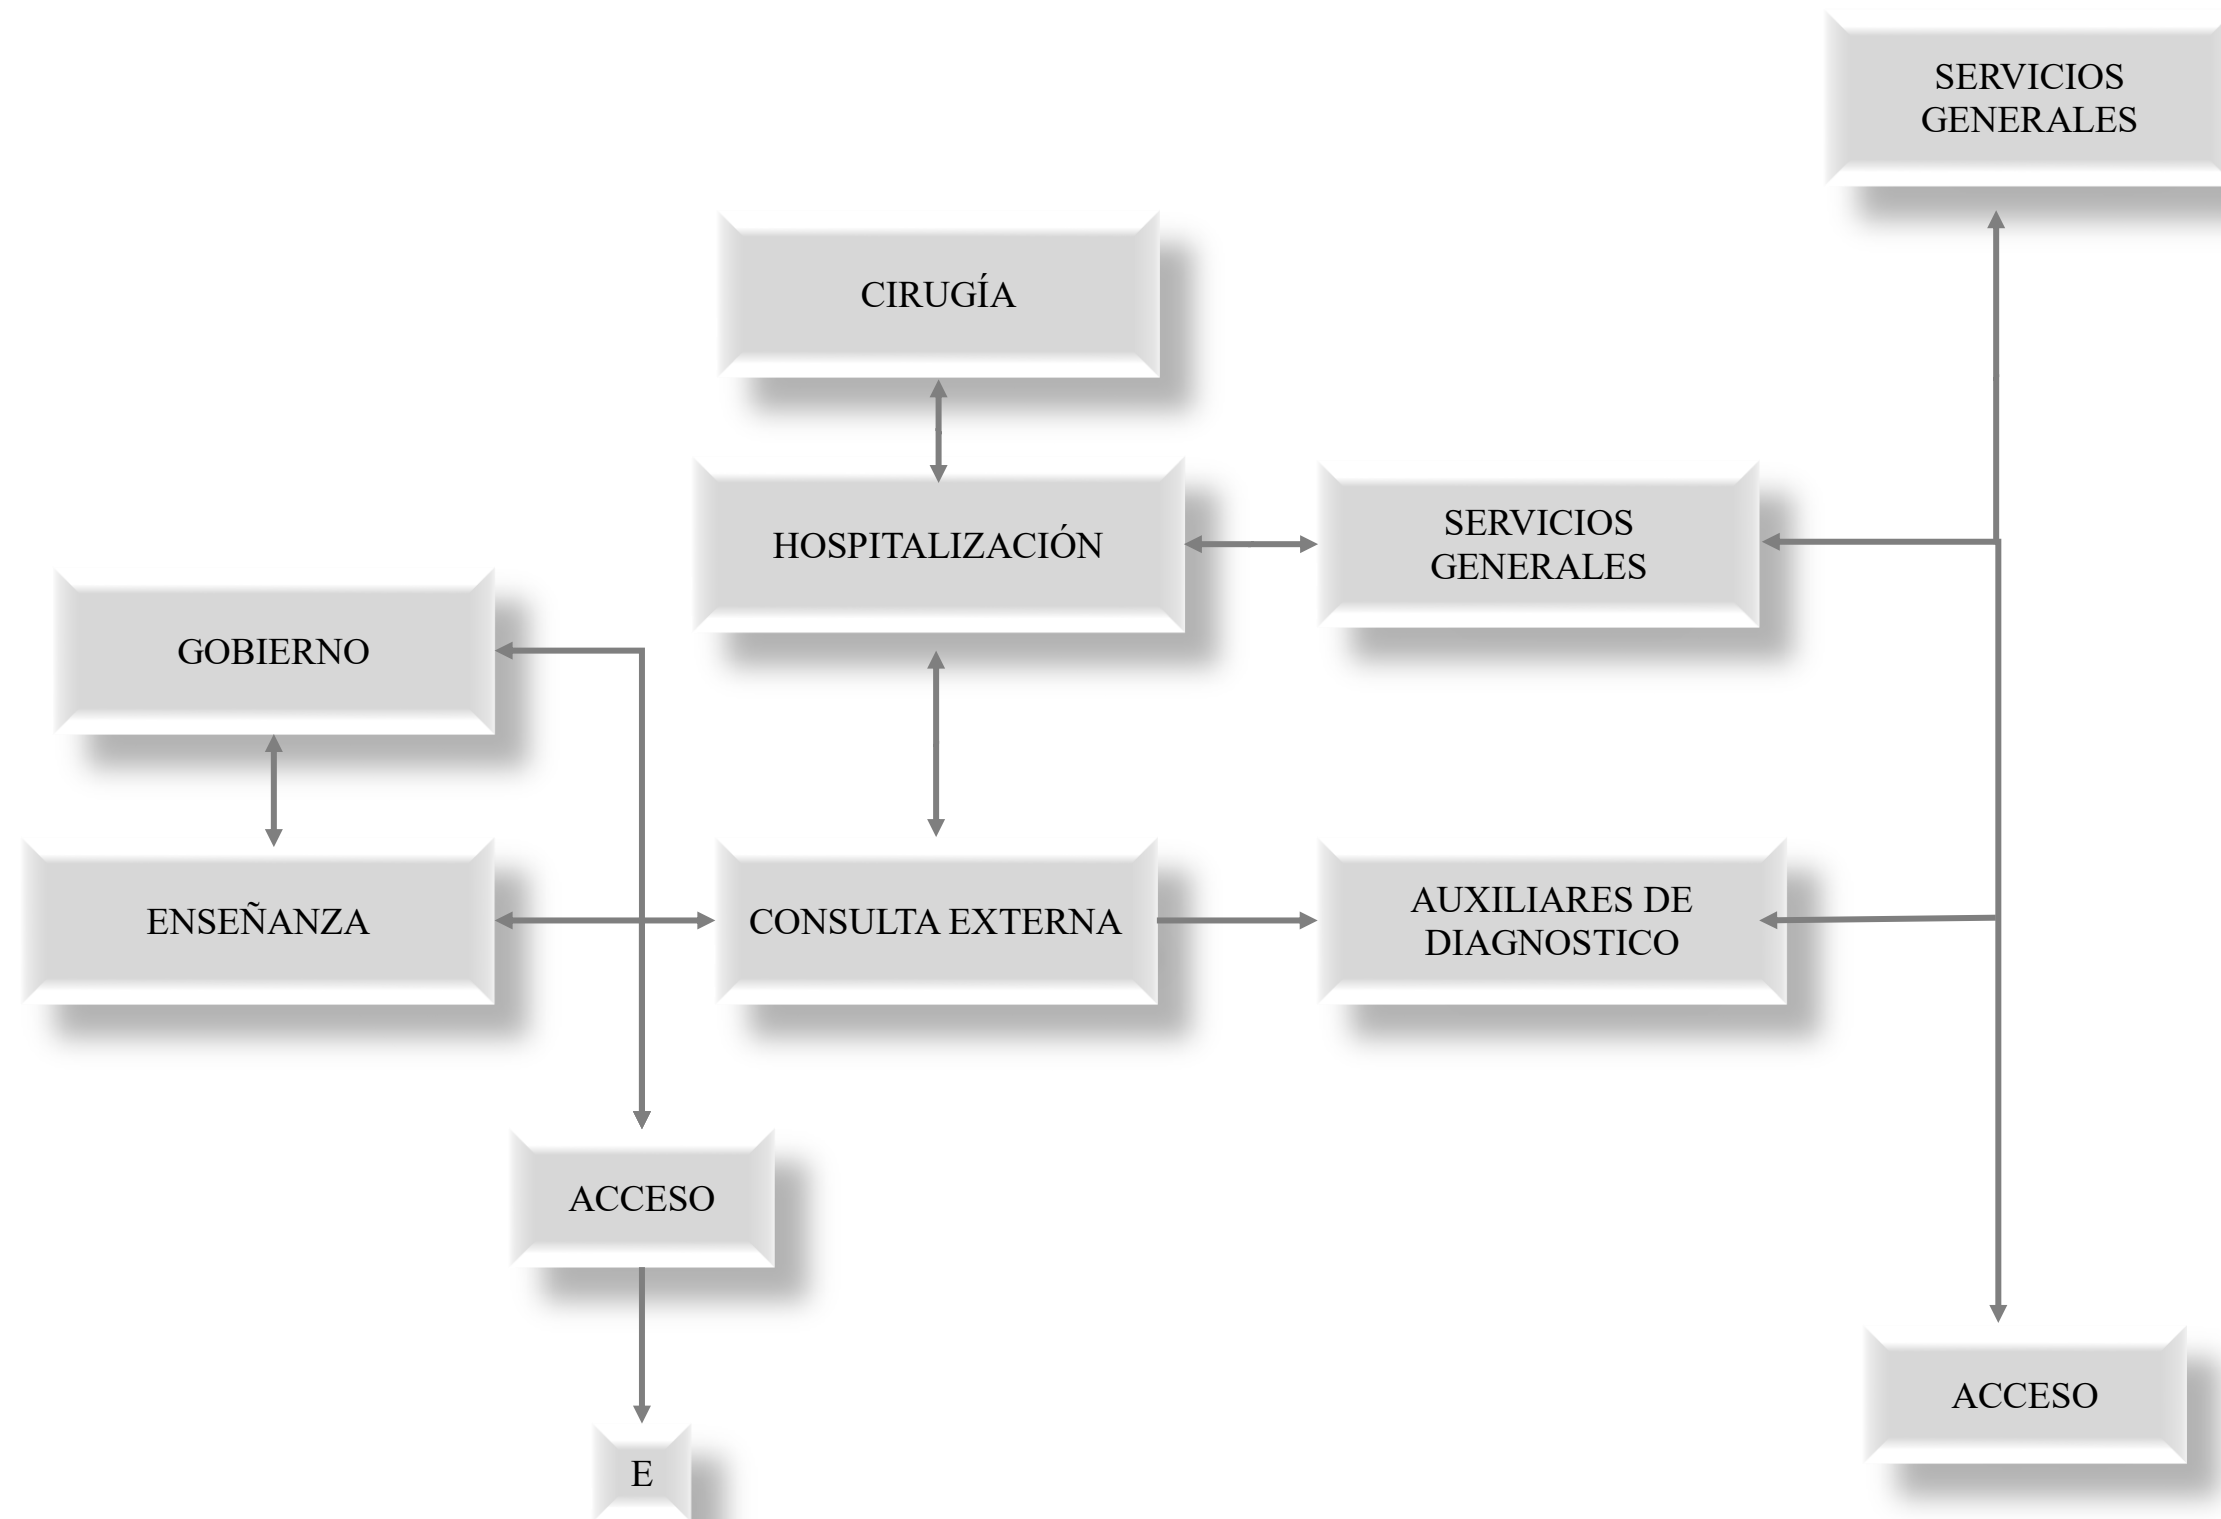 SERVICIOS
GENERALES
CIRUGÍA
HOSPITALIZACIÓN
SERVICIOS
GENERALES
GOBIERNO
ENSEÑANZA
CONSULTA EXTERNA
AUXILIARES DE
DIAGNOSTICO
ACCESO
ACCESO
E